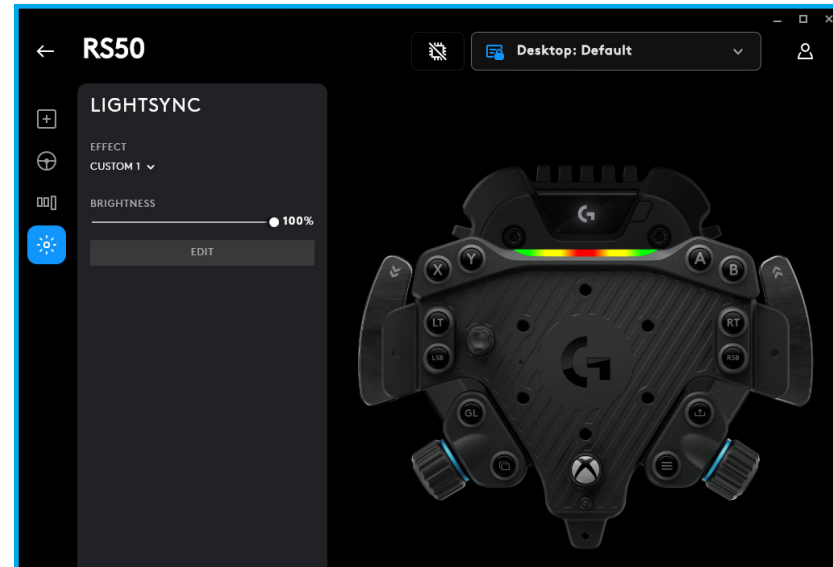 RS50
Desktop: Default
LIGHTSYNC
EFFECT
CUSTOM 1
BRIGHTNESS
100%
EDIT
X
Y
A
B
LT
RT
LSB
RSB
GL